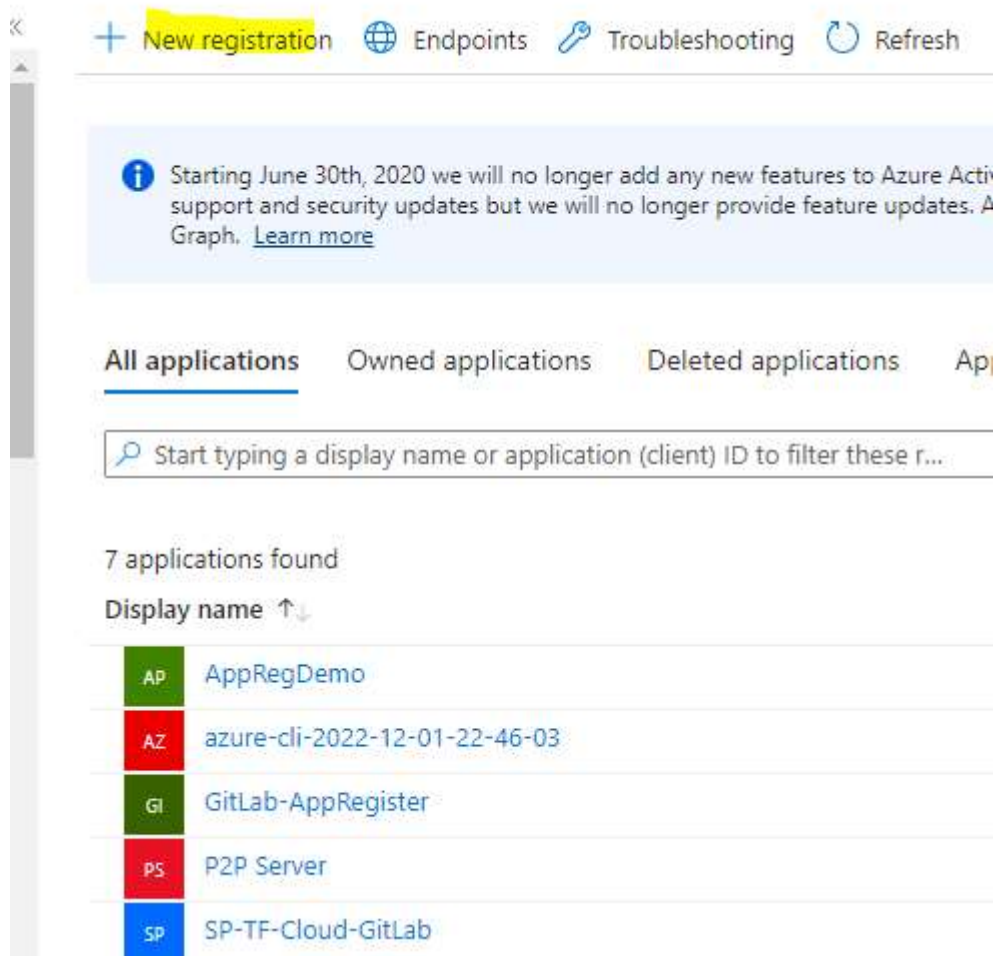 «
New registration Endpoints Troubleshooting Refresh
Starting June 30th, 2020 we will no longer add any new features to Azure Acti
support and security updates but we will no longer provide feature updates. A
Graph. Learn more
All applications Owned applications Deleted applications Ap
Start typing a display name or application (client) ID to filter these r...
7 applications found
Display name ↑↓
AP AppRegDemo
AZ azure-cli-2022-12-01-22-46-03
GI GitLab-AppRegister
PS P2P Server
SP SP-TF-Cloud-GitLab